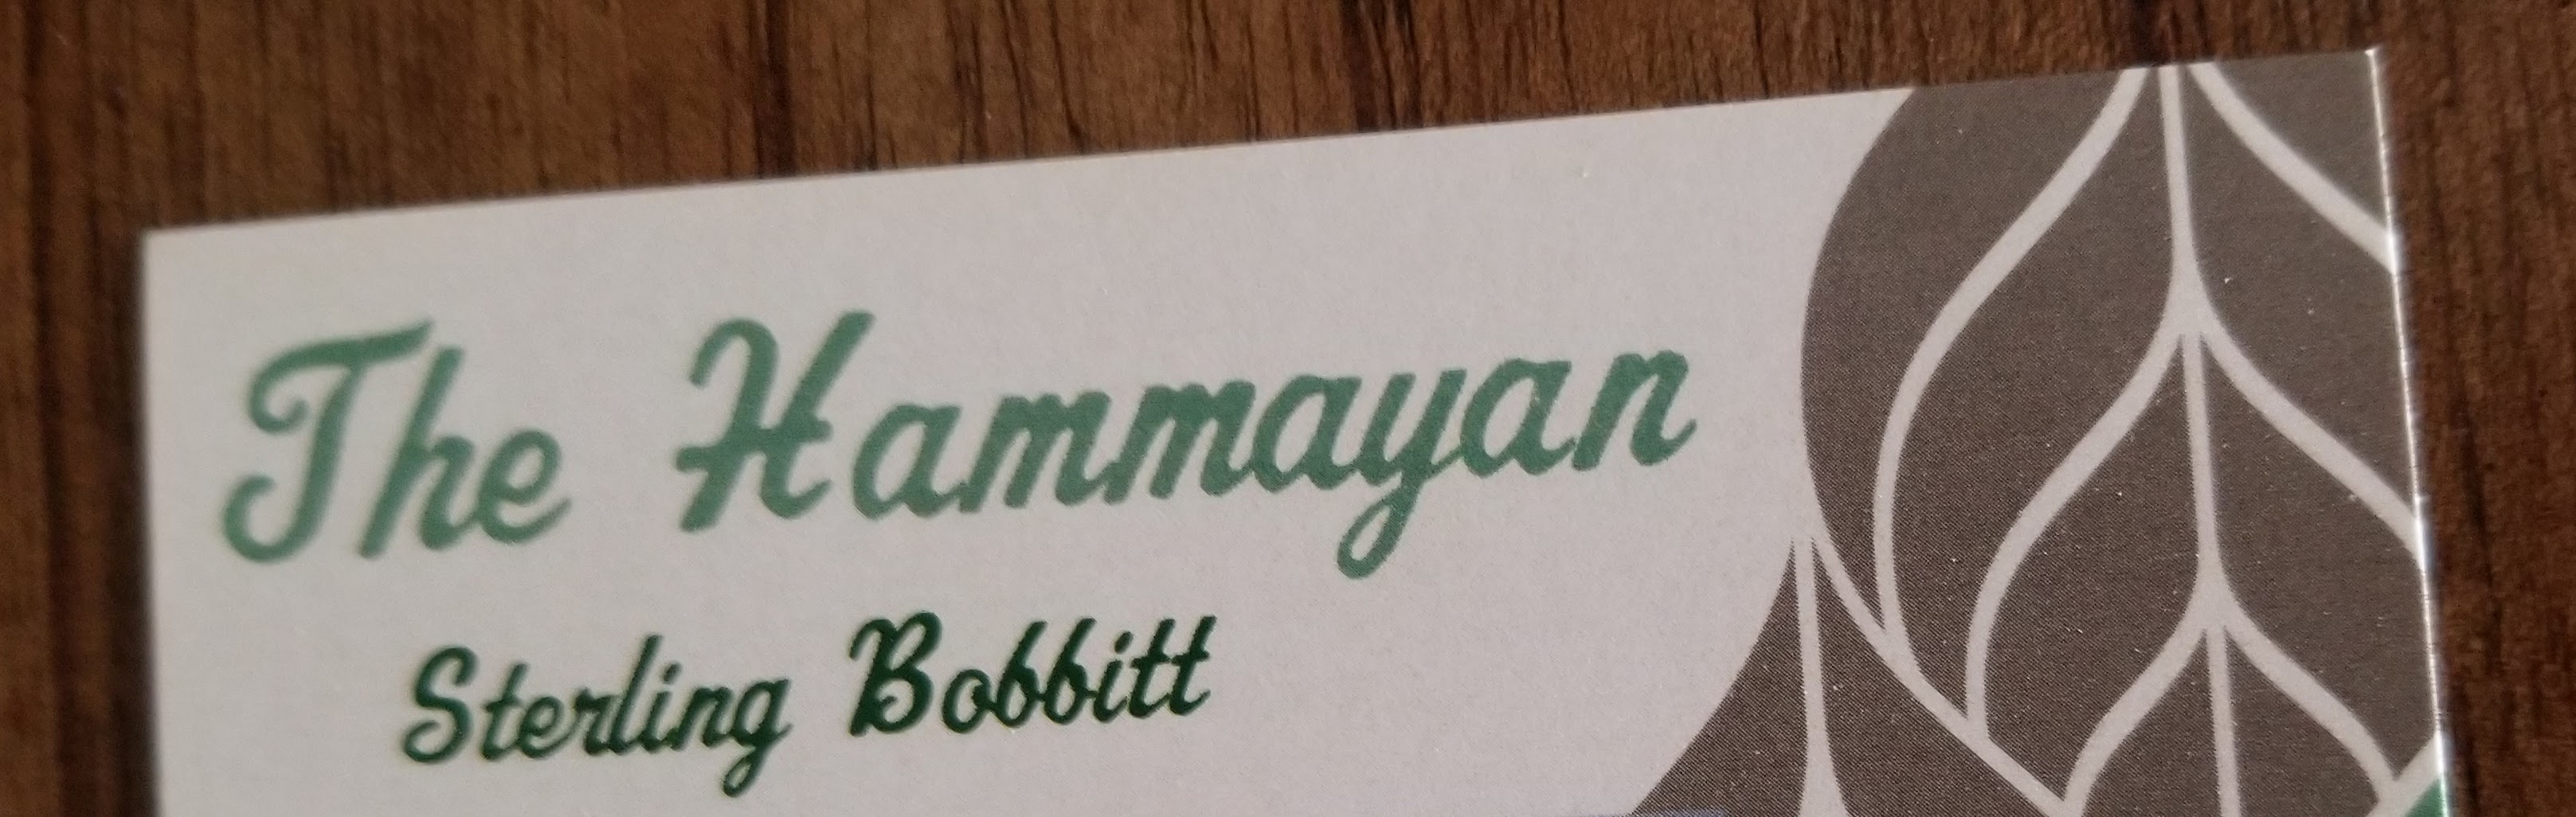 The Hammayan
Sterling Bobbitt